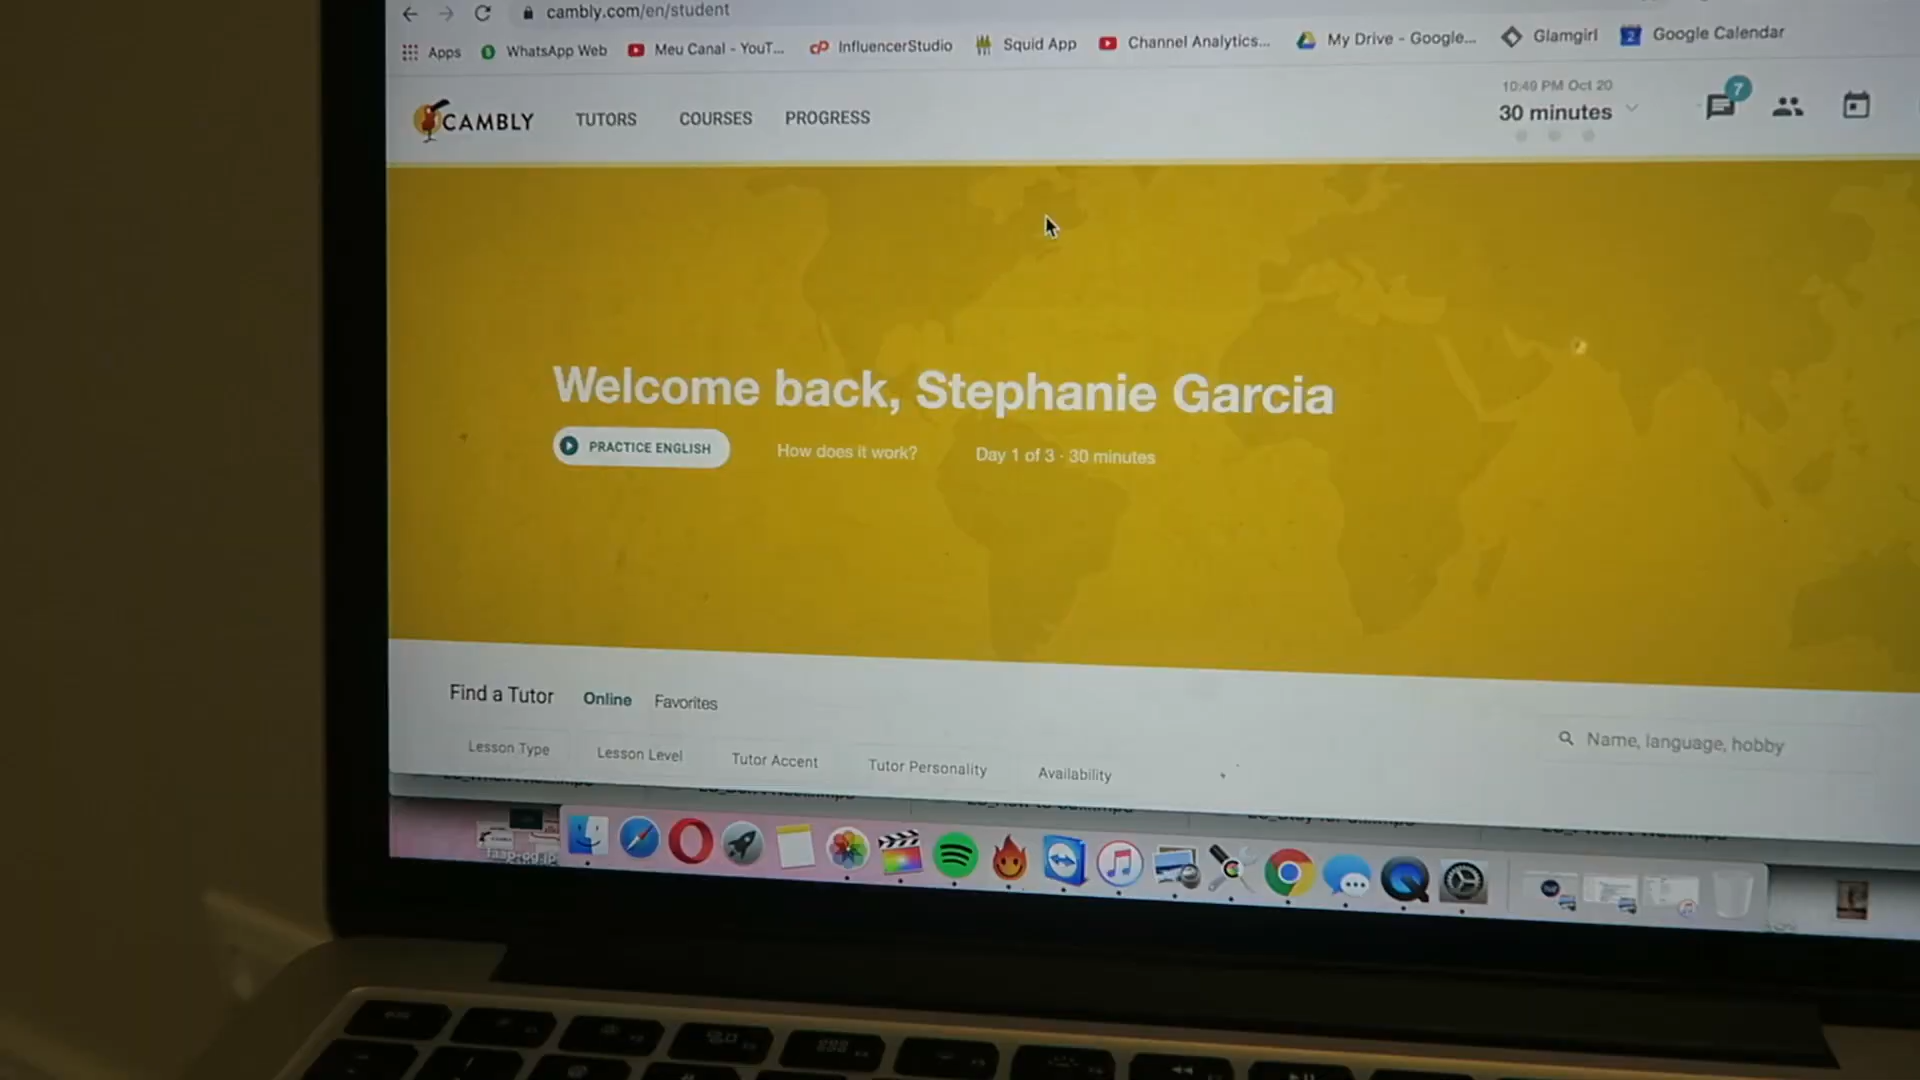 cambly.com/en/student
Apps WhatsApp Web Meu Canal - YouT... InfluencerStudio Squid App Channel Analytics... My Drive - Google... Glamgirl 2 Google Calendar
CAMBLY TUTORS COURSES PROGRESS
10:49 PM Oct 20
30 minutes
7
Welcome back, Stephanie Garcia
PRACTICE ENGLISH How does it work? Day 1 of 3 · 30 minutes
Find a Tutor Online Favorites
Name, language, hobby
Lesson Type Lesson Level Tutor Accent Tutor Personality Availability